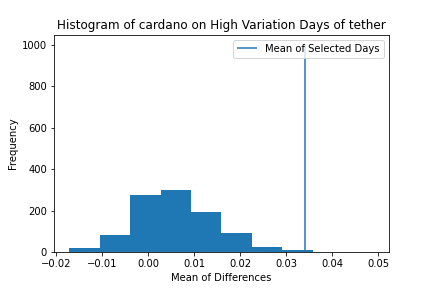 Histogram of cardano on High Variation Days of tether
Mean of Selected Days
Frequency
1000
800
600
400
200
0
−0.02 −0.01 0.00 0.01 0.02 0.03 0.04 0.05
Mean of Differences